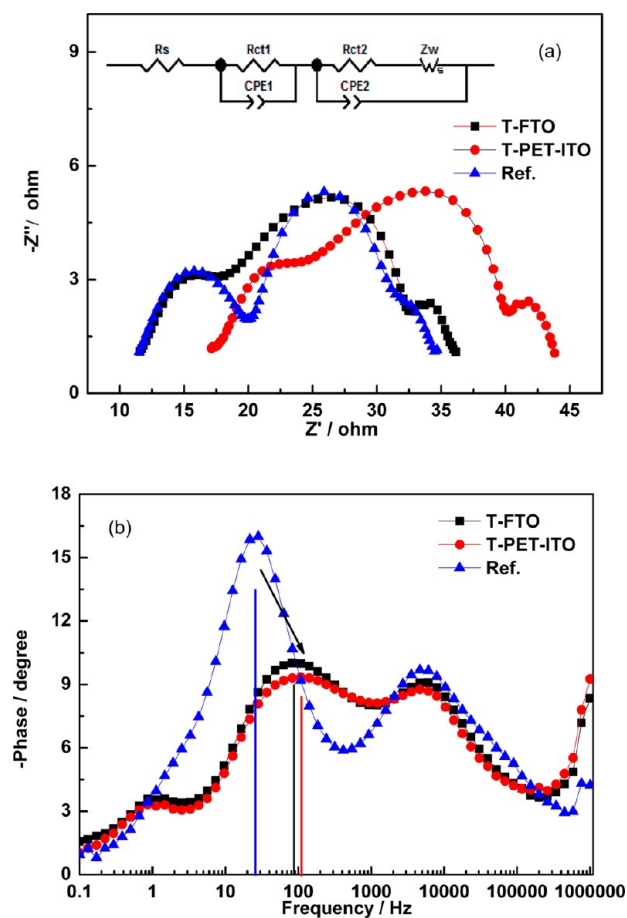 (a)
Rs Rct1 Rct2 Zw
CPE1 CPE2
T-FTO
T-PET-ITO
Ref.
-Z''/ ohm
9
6
3
0
10 15 20 25 30 35 40 45
Z' / ohm
(b)
T-FTO
T-PET-ITO
Ref.
-Phase / degree
18
15
12
9
6
3
0
0.1 1 10 100 1000 10000 100000 1000000
Frequency / Hz